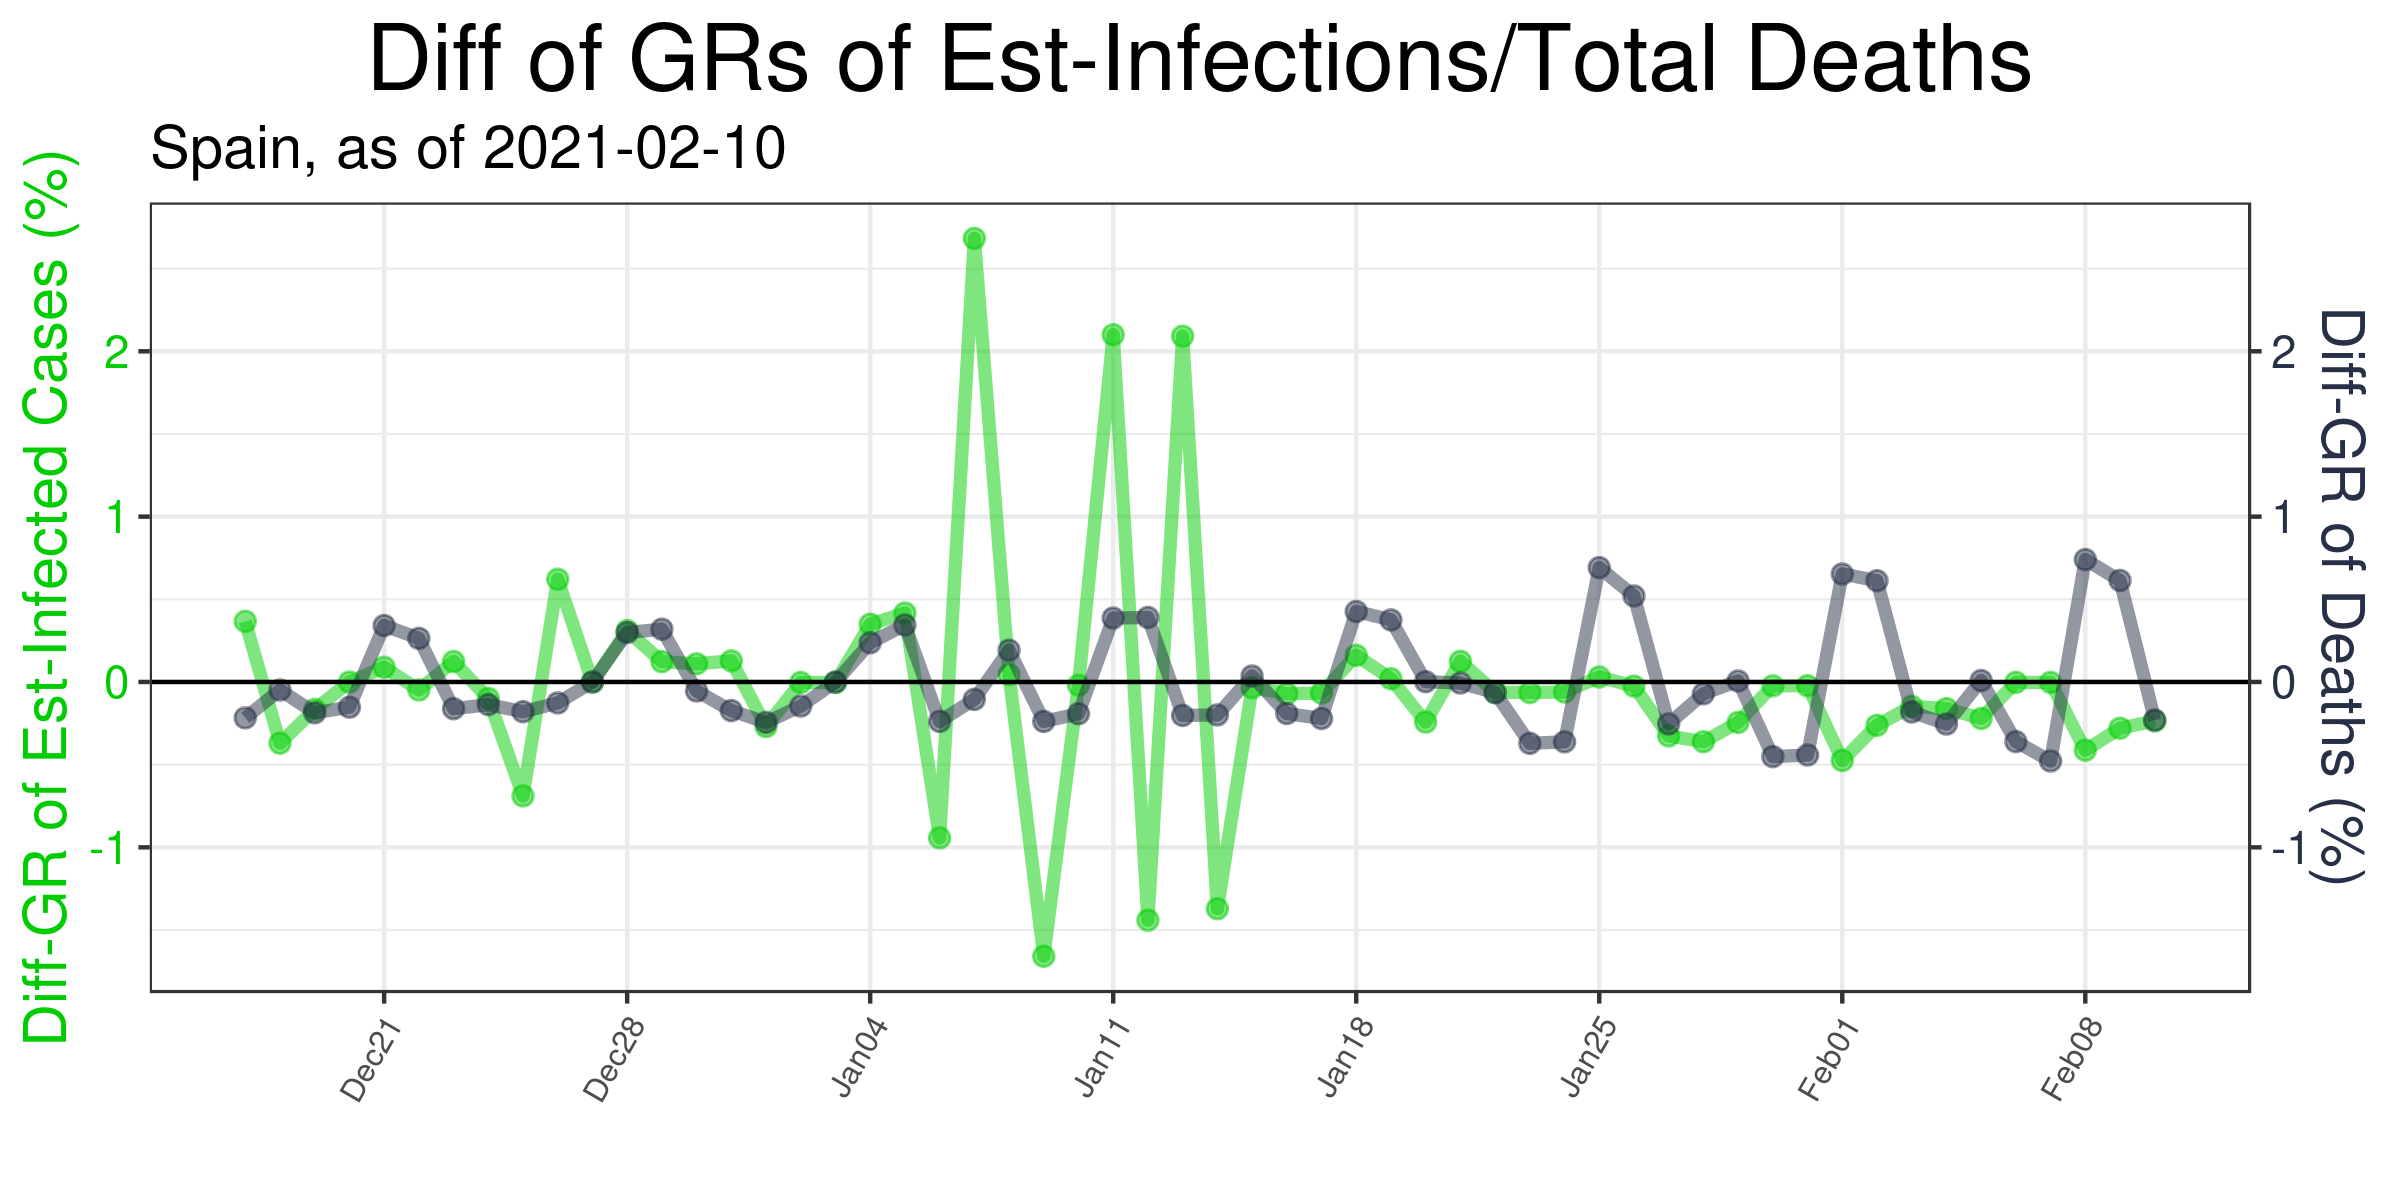 Diff of GRs of Est-Infections/Total Deaths
Spain, as of 2021-02-10
Diff-GR of Est-Infected Cases (%)
2
1
0
-1
2
1
0
-1
Diff-GR of Deaths (%)
Dec21
Dec28
Jan04
Jan11
Jan18
Jan25
Feb01
Feb08